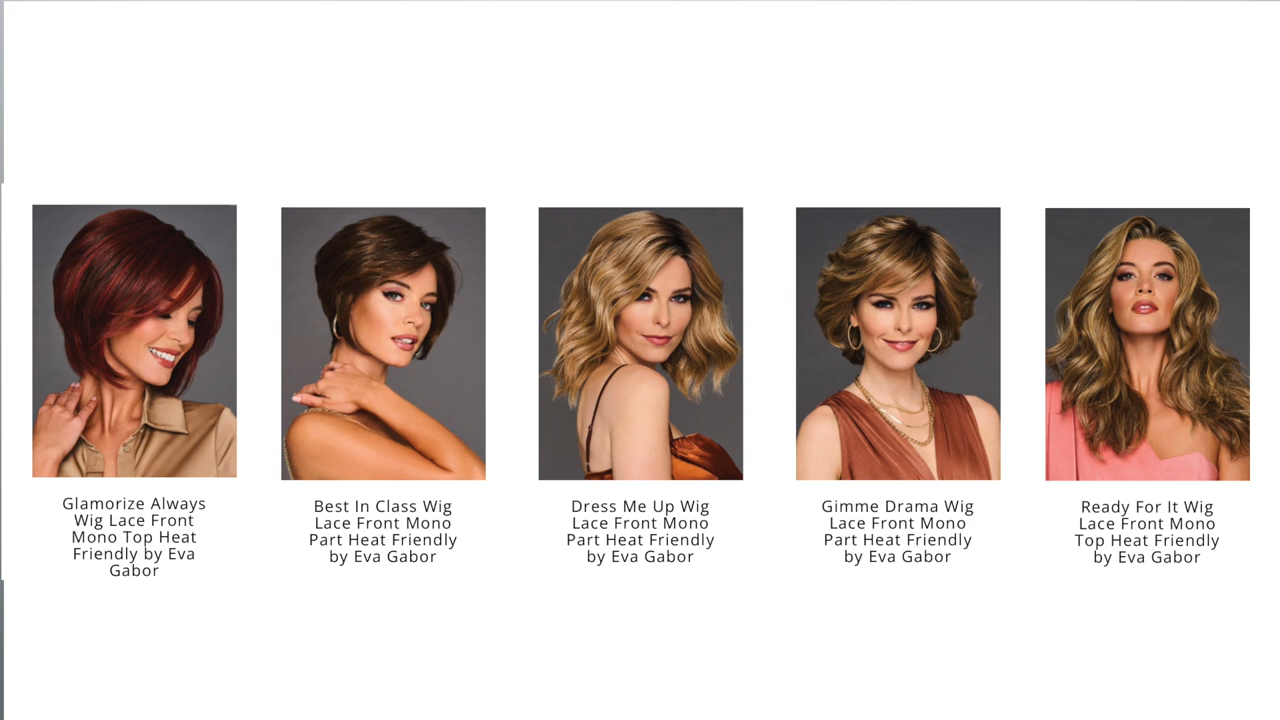 Glamorize Always
Wig Lace Front
Mono Top Heat
Friendly by Eva
Gabor
Best In Class Wig
Lace Front Mono
Part Heat Friendly
by Eva Gabor
Dress Me Up Wig
Lace Front Mono
Part Heat Friendly
by Eva Gabor
Gimme Drama Wig
Lace Front Mono
Part Heat Friendly
by Eva Gabor
Ready For It Wig
Lace Front Mono
Top Heat Friendly
by Eva Gabor